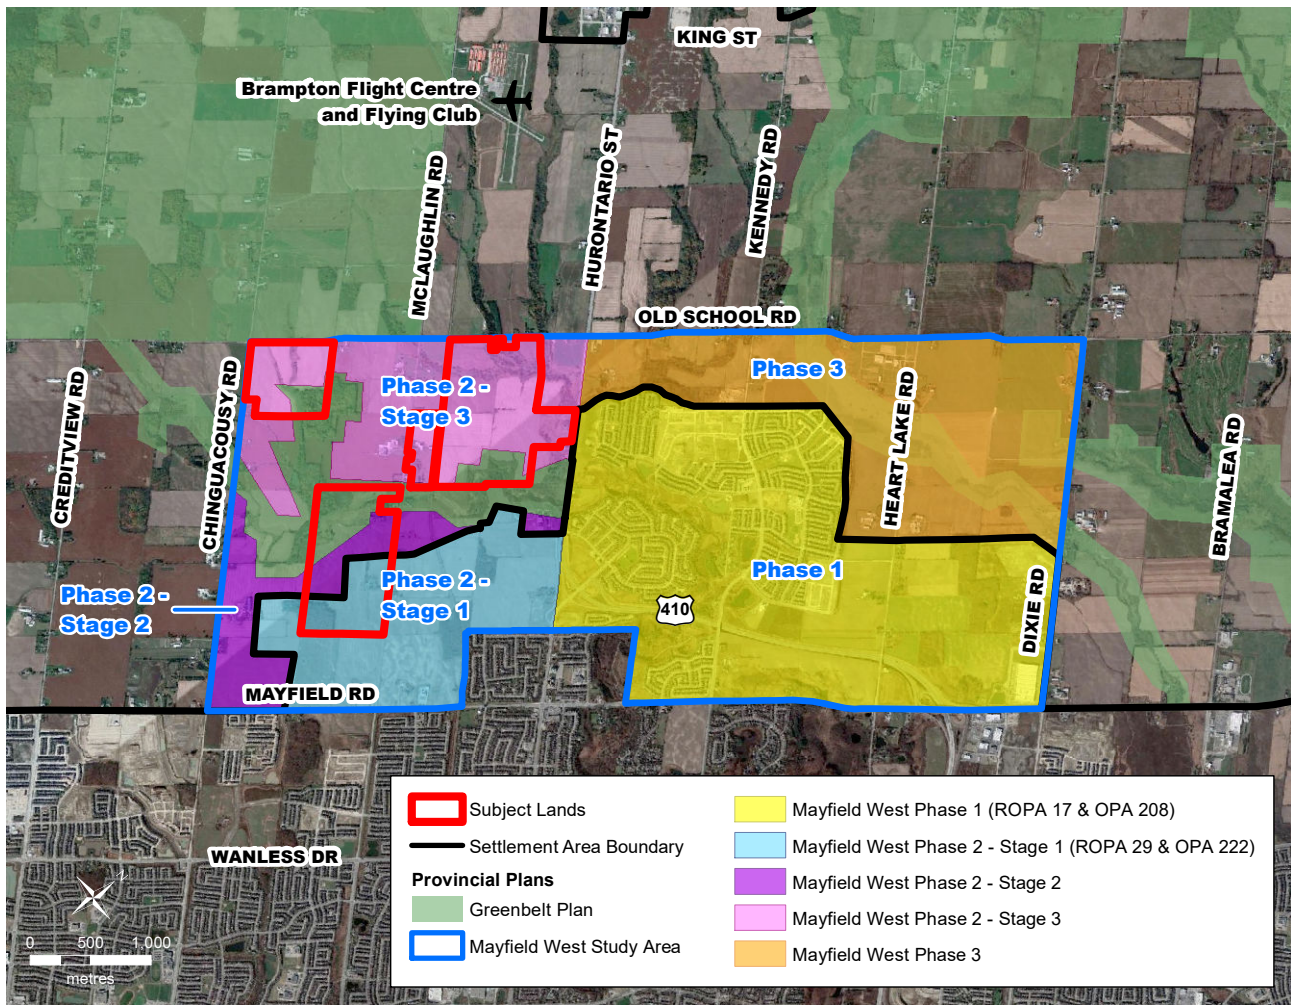 KING ST
Brampton Flight Centre
and Flying Club
MCLAUGHLIN RD
HURONTARIO ST
KENNEDY RD
OLD SCHOOL RD
CREDITVIEW RD
CHINGUACOUSY RD
Phase 2 -
Stage 3
Phase 3
HEART LAKE RD
BRAMALEA RD
Phase 2 -
Stage 2
Phase 2 -
Stage 1
Phase 1
410
DIXIE RD
MAYFIELD RD
WANLESS DR
N
0 500 1,000
metres
Subject Lands
Settlement Area Boundary
Provincial Plans
Greenbelt Plan
Mayfield West Study Area
Mayfield West Phase 1 (ROPA 17 & OPA 208)
Mayfield West Phase 2 - Stage 1 (ROPA 29 & OPA 222)
Mayfield West Phase 2 - Stage 2
Mayfield West Phase 2 - Stage 3
Mayfield West Phase 3